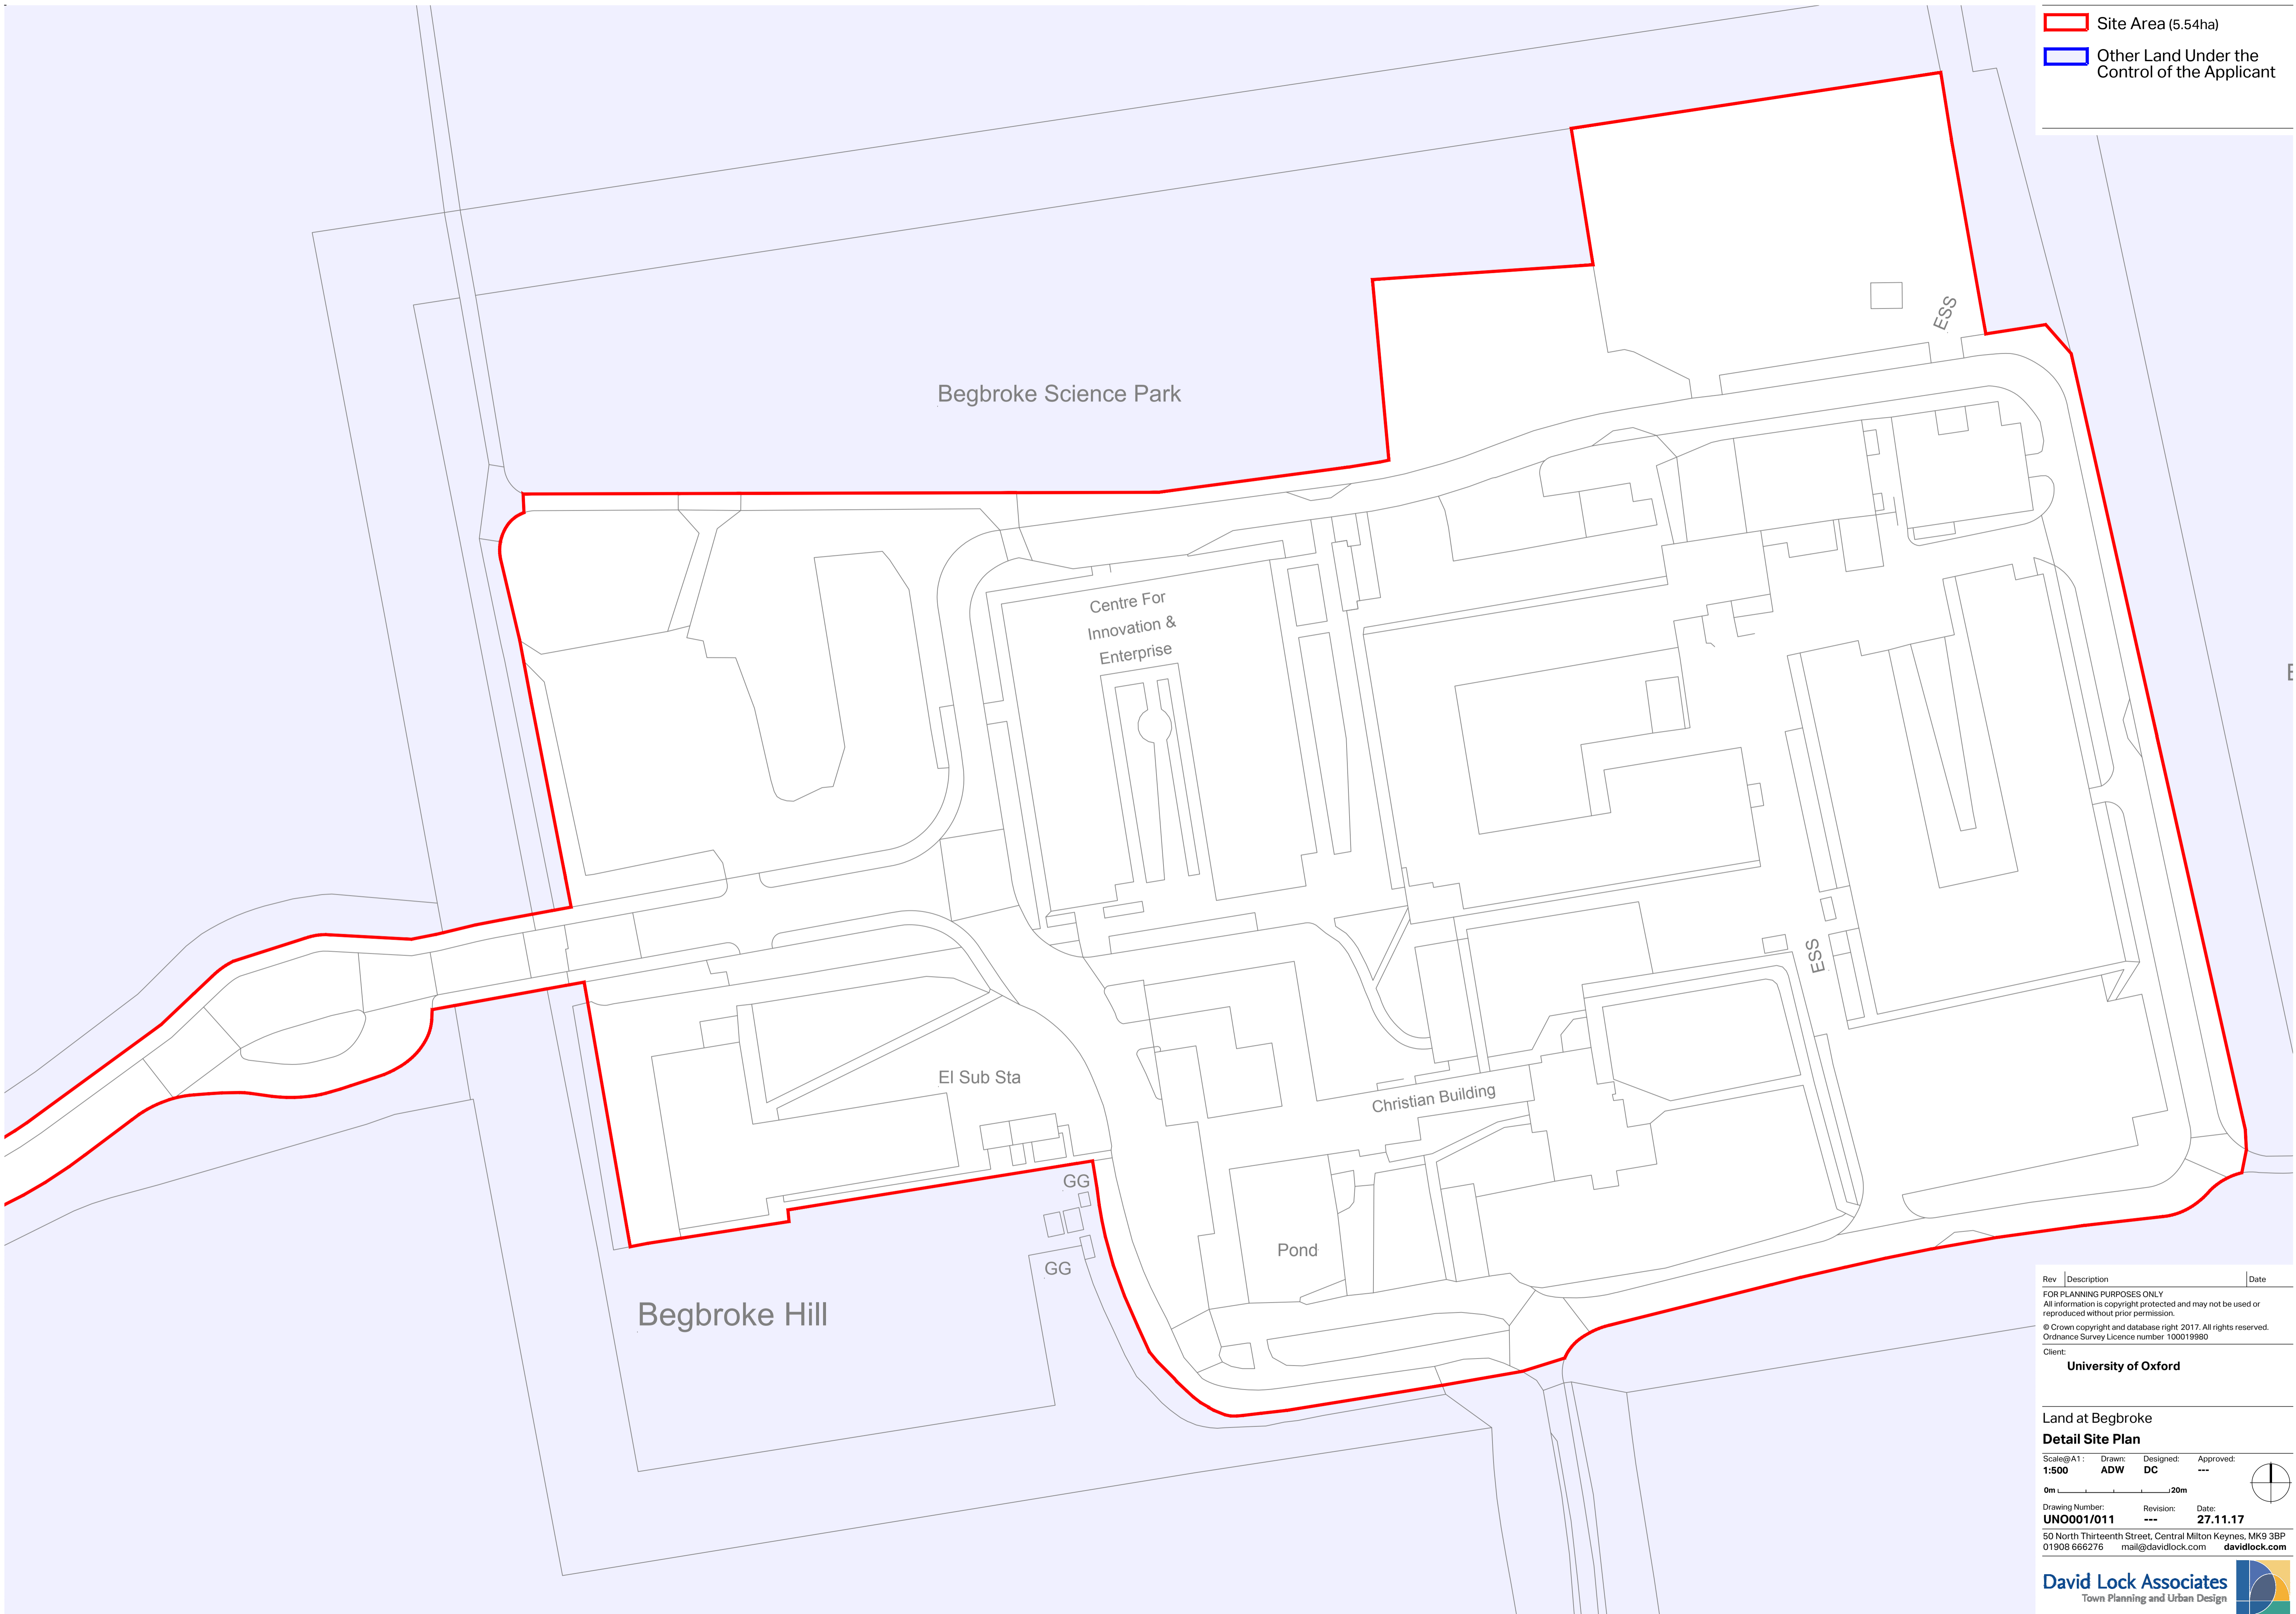 Site Area (5.54ha)
Other Land Under the
Control of the Applicant
ESS
Begbroke Science Park
Centre For
Innovation &
Enterprise
ESS
El Sub Sta
Christian Building
GG
GG
Pond
Begbroke Hill
Rev Description Date
FOR PLANNING PURPOSES ONLY
All information is copyright protected and may not be used or
reproduced without prior permission.
© Crown copyright and database right 2017. All rights reserved.
Ordnance Survey Licence number 100019980
Client:
University of Oxford
Land at Begbroke
Detail Site Plan
Scale@A1 : Drawn: Designed: Approved:
1:500 ADW DC ---
0m 20m
Drawing Number: Revision: Date:
UNO001/011 --- 27.11.17
50 North Thirteenth Street, Central Milton Keynes, MK9 3BP
01908 666276 mail@davidlock.com davidlock.com
David Lock Associates
Town Planning and Urban Design